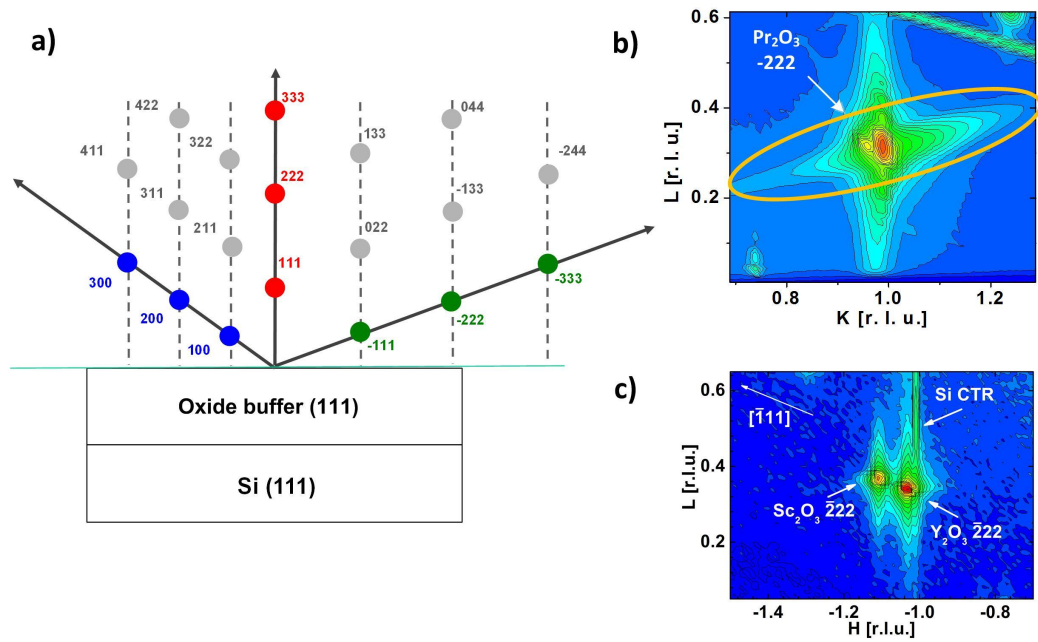 a)
333
422
044
411
322
133
-244
222
311
-133
211
022
111
300
-333
200
-222
100
-111
Oxide buffer (111)
Si (111)
b)
0.6
Pr₂O₃
-222
0.4
0.2
L [r. l. u.]
0.8
1.0
1.2
K [r. l. u.]
c)
0.6
[1̅11]
Si CTR
0.4
Sc₂O₃ 2̅22
Y₂O₃ 2̅22
0.2
L [r.l.u.]
-1.4
-1.2
-1.0
-0.8
H [r.l.u.]